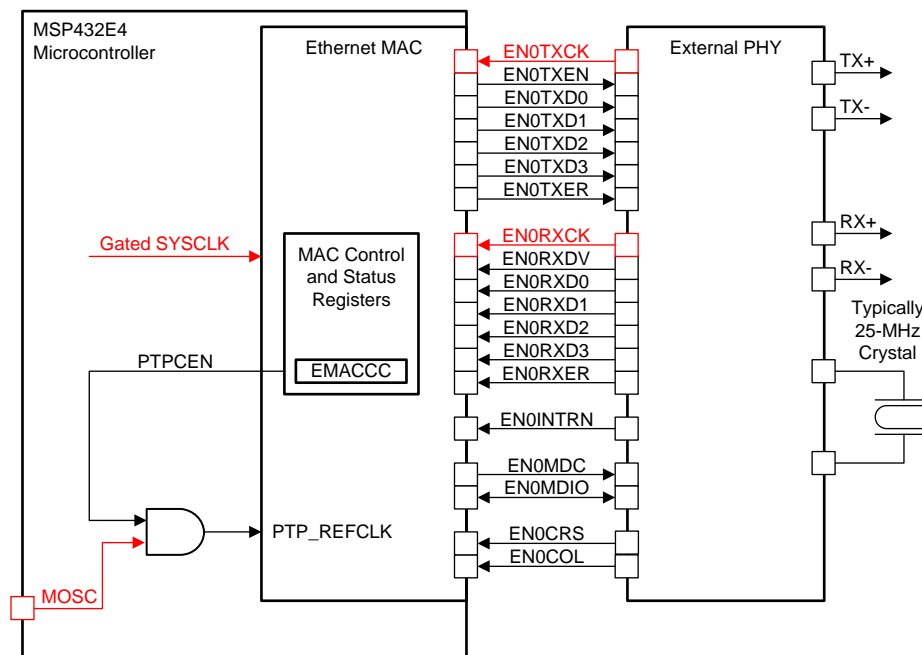 MSP432E4
Microcontroller
Ethernet MAC
External PHY
EN0TXCK
EN0TXEN
EN0TXD0
EN0TXD1
EN0TXD2
EN0TXD3
EN0TXER
TX+
TX-
Gated SYSCLK
MAC Control
and Status
Registers
EMACCC
EN0RXCK
EN0RXDV
EN0RXD0
EN0RXD1
EN0RXD2
EN0RXD3
EN0RXER
RX+
RX-
Typically
25-MHz
Crystal
PTPCEN
EN0INTRN
EN0MDC
EN0MDIO
PTP_REFCLK
EN0CRS
EN0COL
MOSC